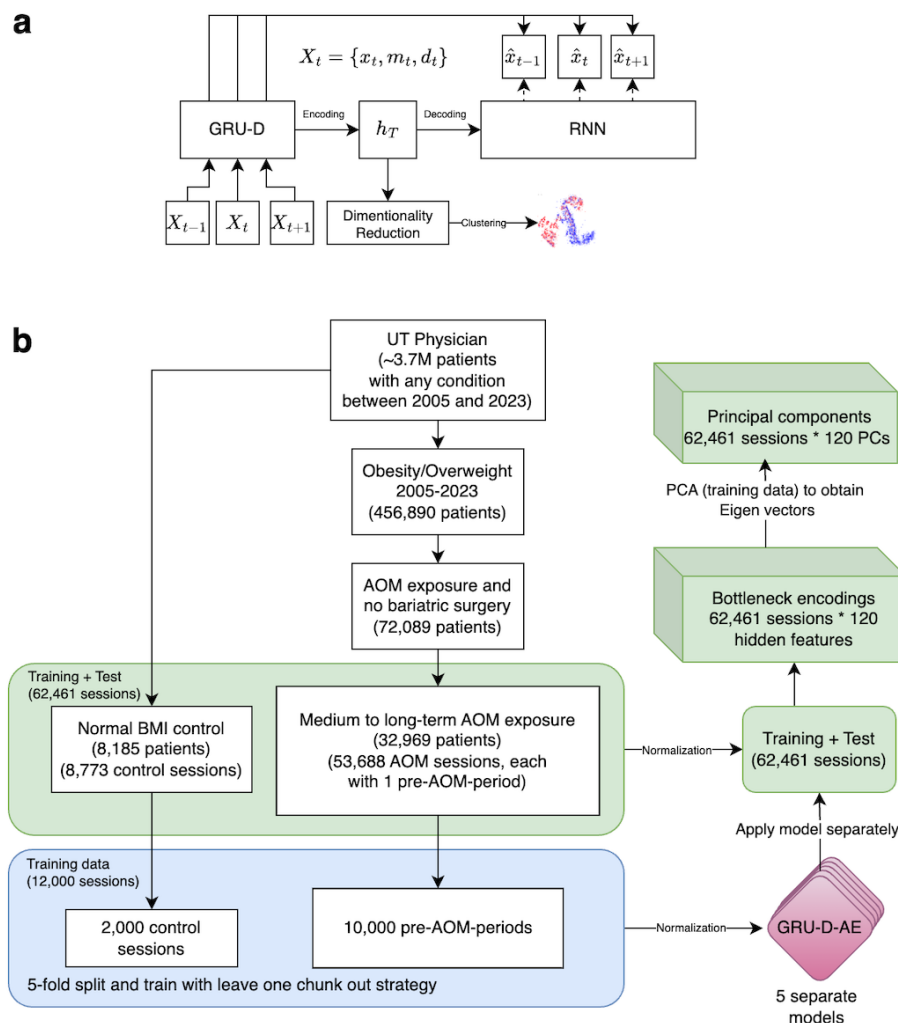 a
X_t = {x_t, m_t, d_t}
x̂_{t-1}
x̂_t
x̂_{t+1}
GRU-D
Encoding
h_T
Decoding
RNN
X_{t-1}
X_t
X_{t+1}
Dimentionality
Reduction
Clustering
b
UT Physician
(~3.7M patients
with any condition
between 2005 and 2023)
Obesity/Overweight
2005-2023
(456,890 patients)
AOM exposure and
no bariatric surgery
(72,089 patients)
Training + Test
(62,461 sessions)
Normal BMI control
(8,185 patients)
(8,773 control sessions)
Medium to long-term AOM exposure
(32,969 patients)
(53,688 AOM sessions, each
with 1 pre-AOM-period)
Training data
(12,000 sessions)
2,000 control
sessions
10,000 pre-AOM-periods
5-fold split and train with leave one chunk out strategy
Principal components
62,461 sessions * 120 PCs
PCA (training data) to obtain
Eigen vectors
Bottleneck encodings
62,461 sessions * 120
hidden features
Normalization
Training + Test
(62,461 sessions)
Apply model separately
Normalization
GRU-D-AE
5 separate
models